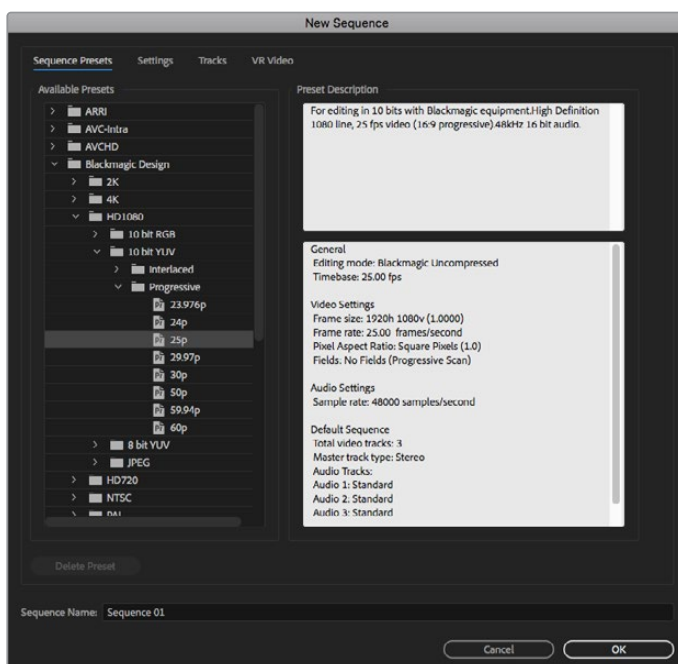 New Sequence
Sequence Presets Settings Tracks VR Video
Available Presets
ARRI
AVC-Intra
AVCHD
Blackmagic Design
2K
4K
HD1080
10 bit RGB
10 bit YUV
Interlaced
Progressive
23.976p
24p
25p
29.97p
30p
50p
59.94p
60p
8 bit YUV
JPEG
HD720
NTSC
PAL
Preset Description
For editing in 10 bits with Blackmagic equipment.High Definition
1080 line, 25 fps video (16:9 progressive) 48kHz 16 bit audio.
General
Editing mode: Blackmagic Uncompressed
Timebase: 25.00 fps
Video Settings
Frame size: 1920h 1080v (1.0000)
Frame rate: 25.00 frames/second
Pixel Aspect Ratio: Square Pixels (1.0)
Fields: No Fields (Progressive Scan)
Audio Settings
Sample rate: 48000 samples/second
Default Sequence
Total video tracks: 3
Master track type: Stereo
Audio Tracks:
Audio 1: Standard
Audio 2: Standard
Audio 3: Standard
Delete Preset
Sequence Name: Sequence 01
Cancel OK